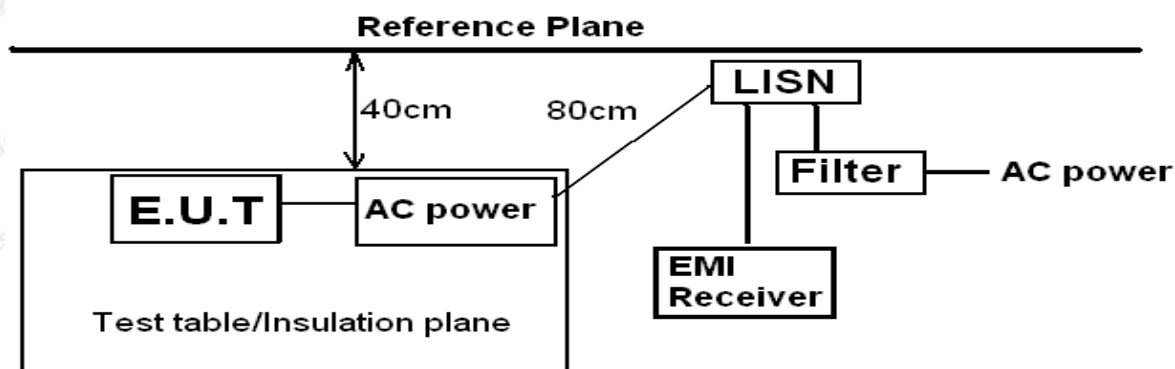 Reference Plane
LISN
40cm
80cm
Filter
AC power
E.U.T
AC power
EMI
Receiver
Test table/Insulation plane